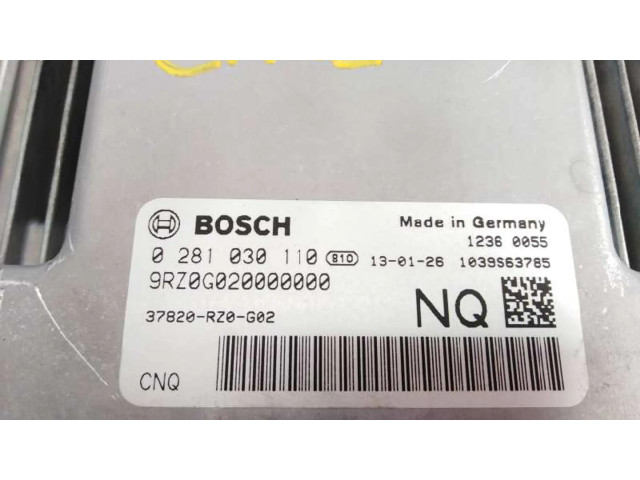 BOSCH
Made in Germany
1236 0055
0 281 030 110 810 13-01-26 1039S63785
9RZ0G020000000
37820-RZ0-G02
NQ
CNQ